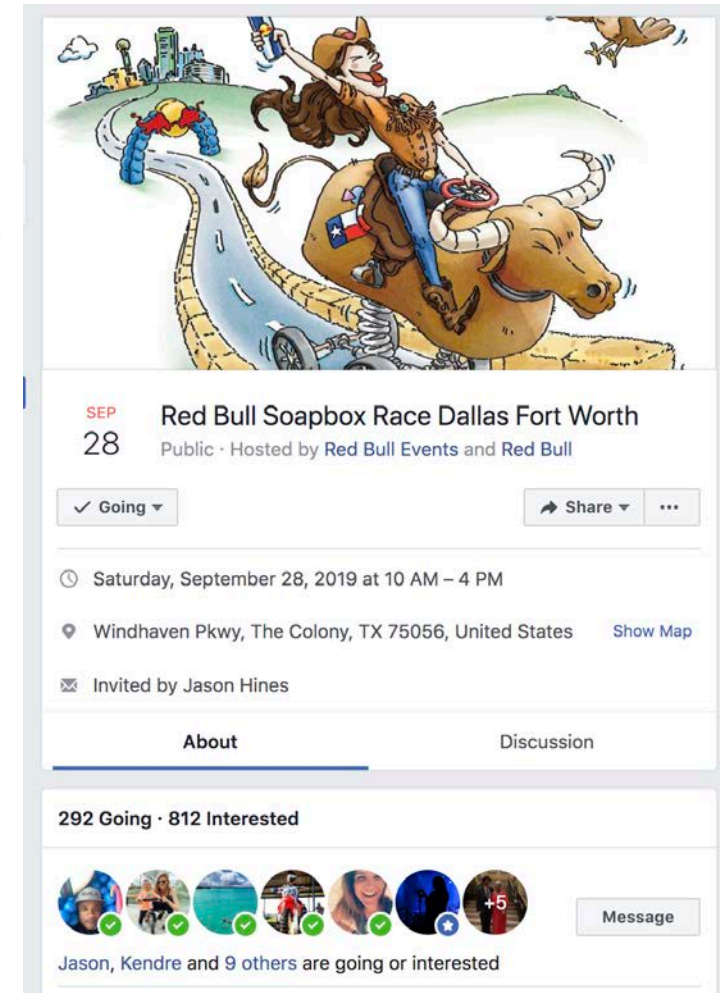 SEP
28
Red Bull Soapbox Race Dallas Fort Worth
Public · Hosted by Red Bull Events and Red Bull
Going
Share
Saturday, September 28, 2019 at 10 AM – 4 PM
Windhaven Pkwy, The Colony, TX 75056, United States
Show Map
Invited by Jason Hines
About
Discussion
292 Going · 812 Interested
+5
Message
Jason, Kendre and 9 others are going or interested